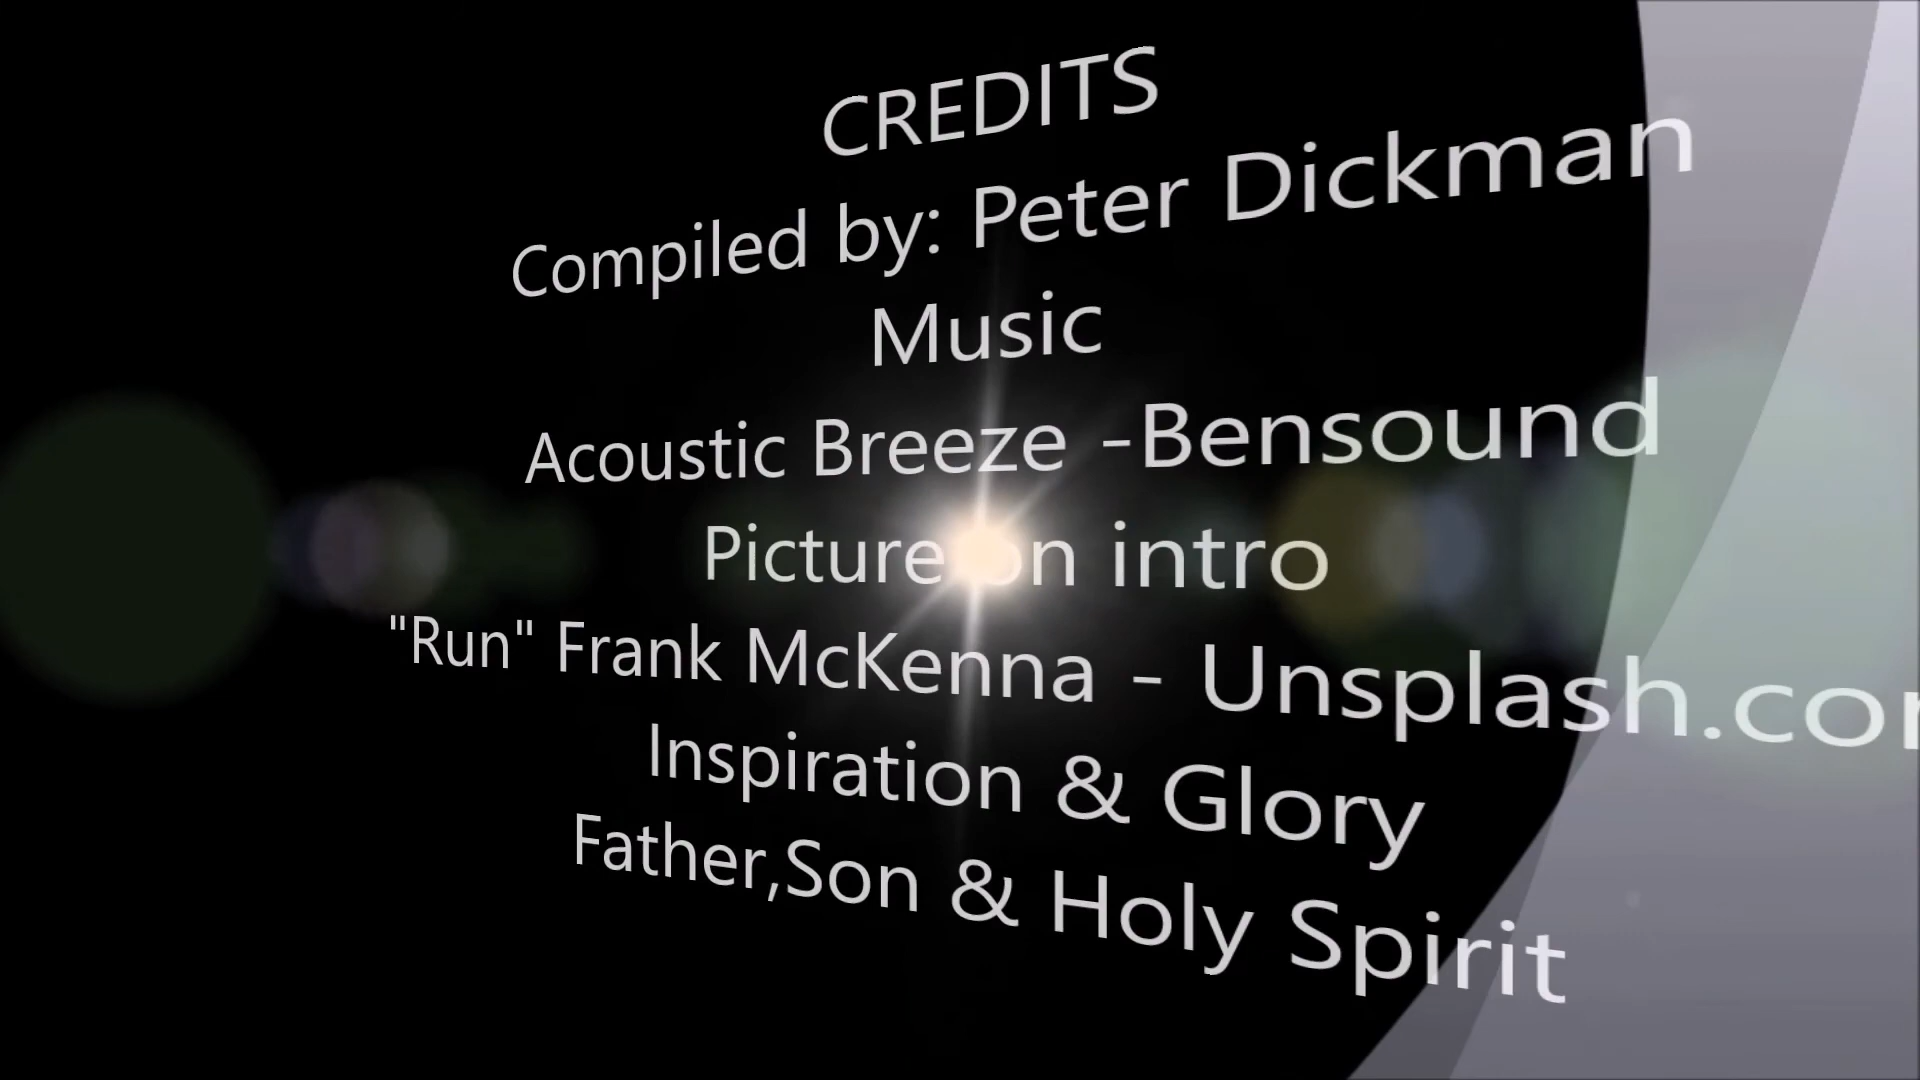 CREDITS
Compiled by: Peter Dickman
Music
Acoustic Breeze -Bensound
Picture on intro
"Run" Frank McKenna - Unsplash.com
Inspiration & Glory
Father,Son & Holy Spirit